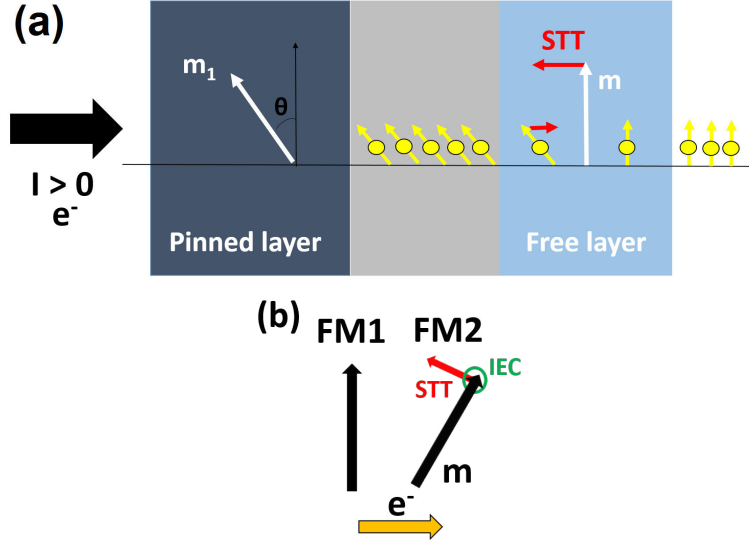 (a)
STT
m₁
m
θ
I > 0
e⁻
Pinned layer
Free layer
(b)
FM1
FM2
IEC
STT
m
e⁻